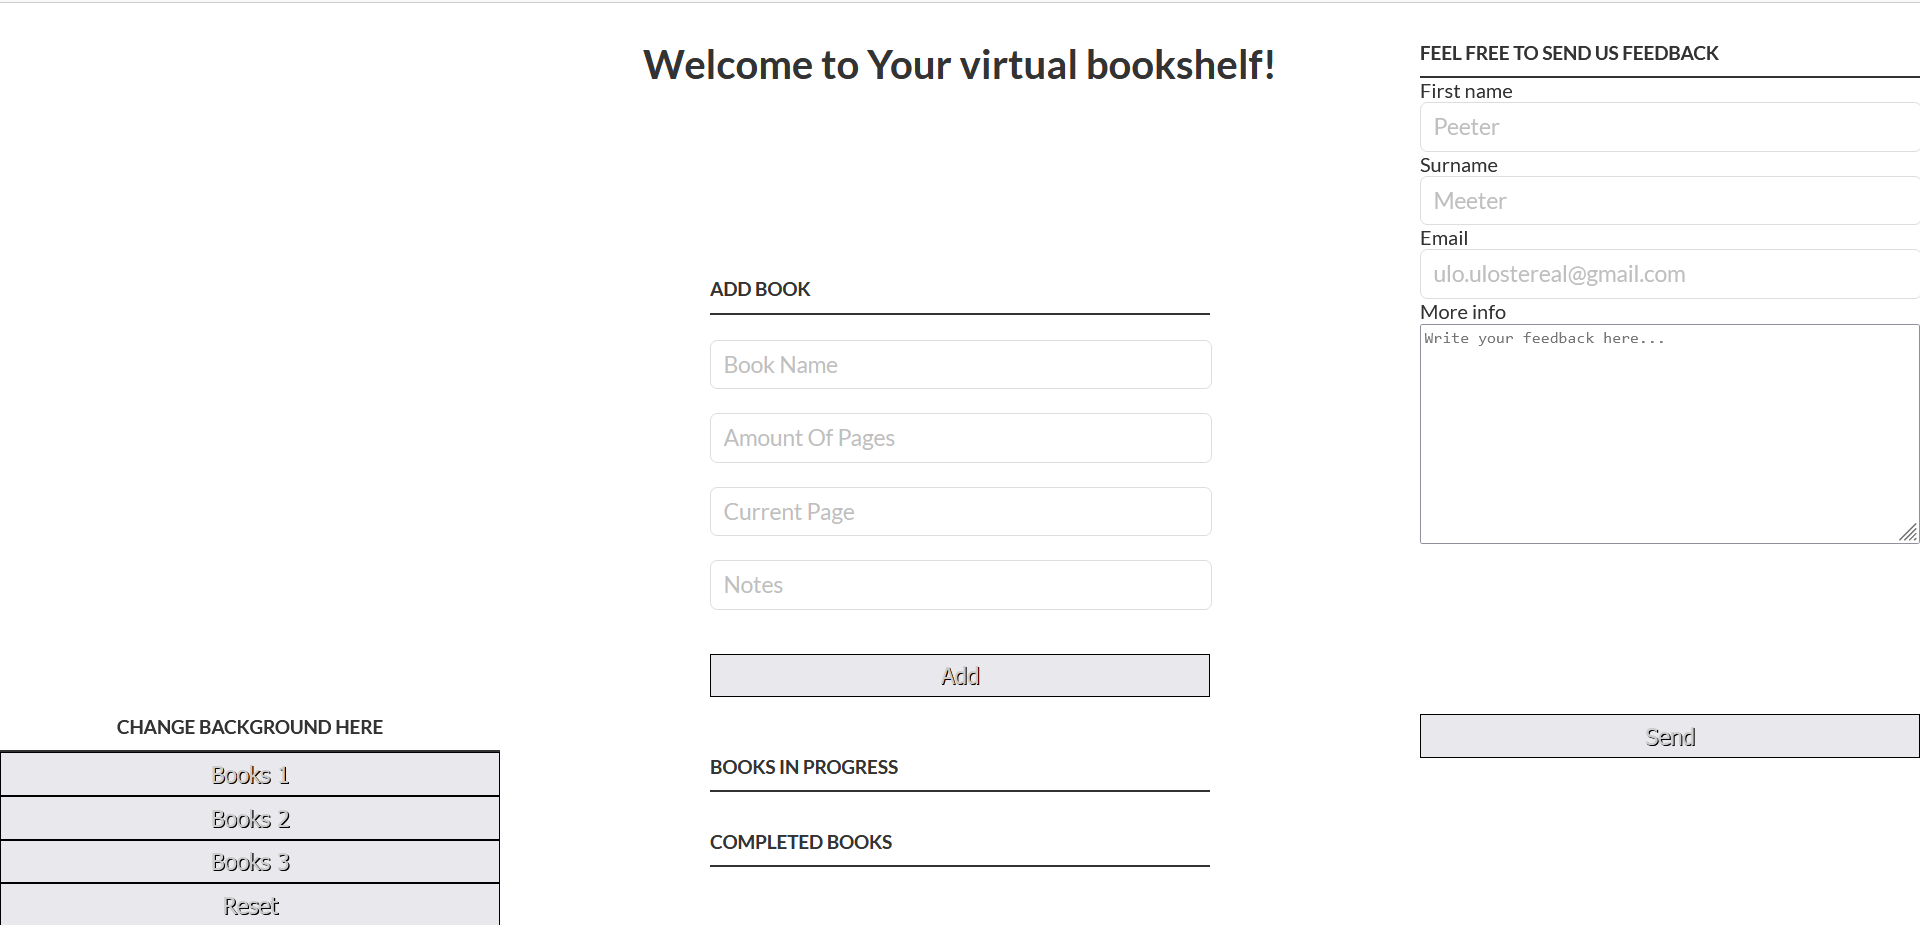 Welcome to Your virtual bookshelf!
FEEL FREE TO SEND US FEEDBACK
First name
Peeter
Surname
Meeter
Email
ulo.ulostereal@gmail.com
More info
Write your feedback here...
Send
ADD BOOK
Book Name
Amount Of Pages
Current Page
Notes
Add
BOOKS IN PROGRESS
COMPLETED BOOKS
CHANGE BACKGROUND HERE
Books 1
Books 2
Books 3
Reset